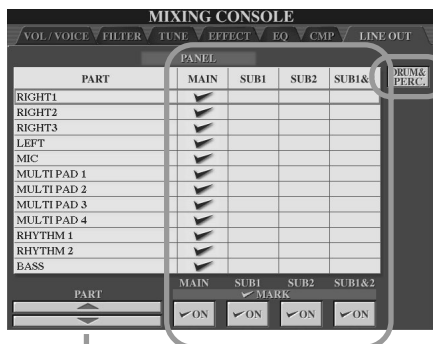 MIXING CONSOLE
VOL/VOICE FILTER TUNE EFFECT EQ CMP LINE OUT
PANEL
PART MAIN SUB1 SUB2 SUB1&
DRUM&
PERC.
RIGHT1
RIGHT2
RIGHT3
LEFT
MIC
MULTI PAD 1
MULTI PAD 2
MULTI PAD 3
MULTI PAD 4
RHYTHM 1
RHYTHM 2
BASS
MAIN SUB1 SUB2 SUB1&2
PART MARK
ON ON ON ON